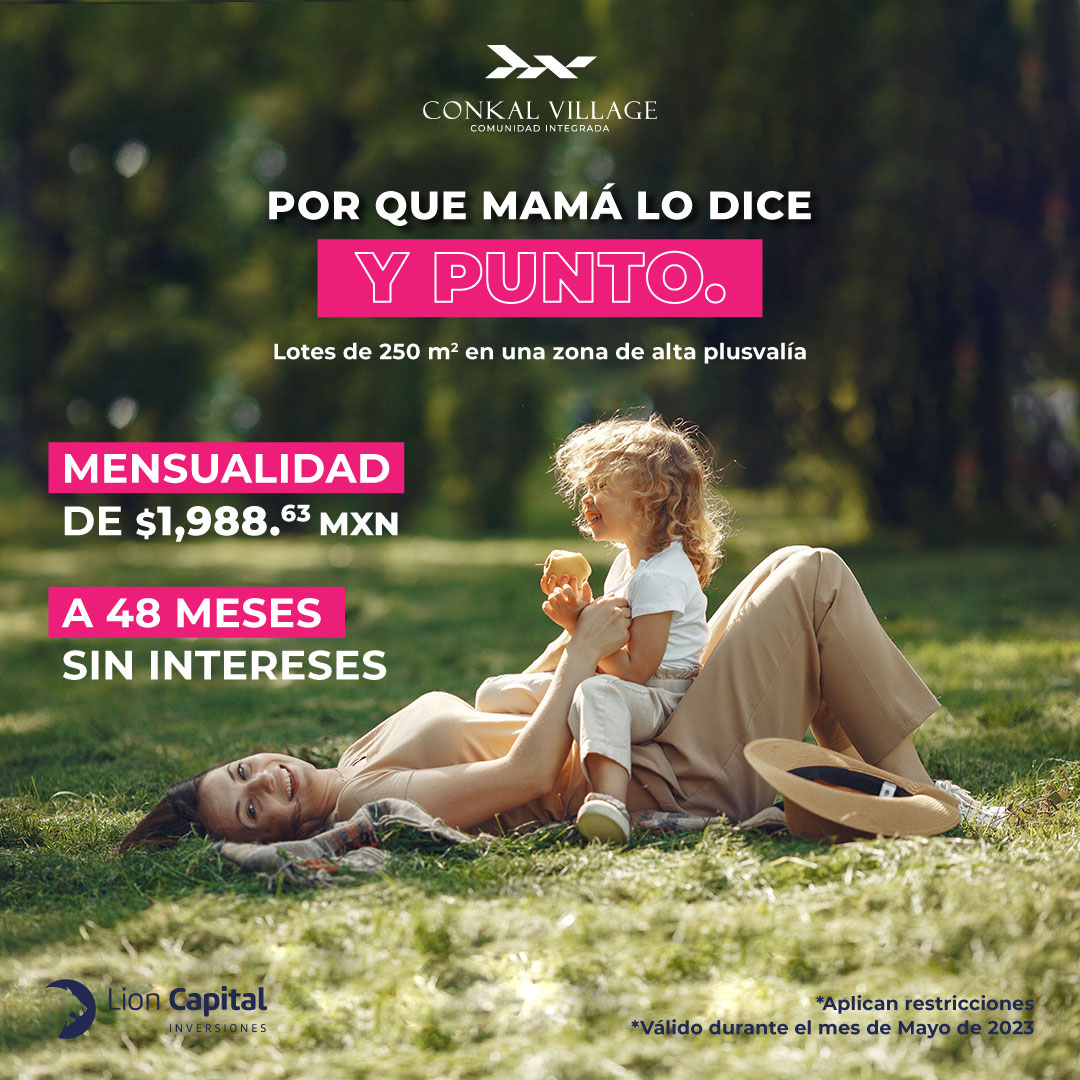 CONKAL VILLAGE
COMUNIDAD INTEGRADA
POR QUE MAMÁ LO DICE
Y PUNTO.
Lotes de 250 m² en una zona de alta plusvalía
MENSUALIDAD
DE $1,988.⁶³ MXN
A 48 MESES
SIN INTERESES
Lion Capital
INVERSIONES
*Aplican restricciones
*Válido durante el mes de Mayo de 2023